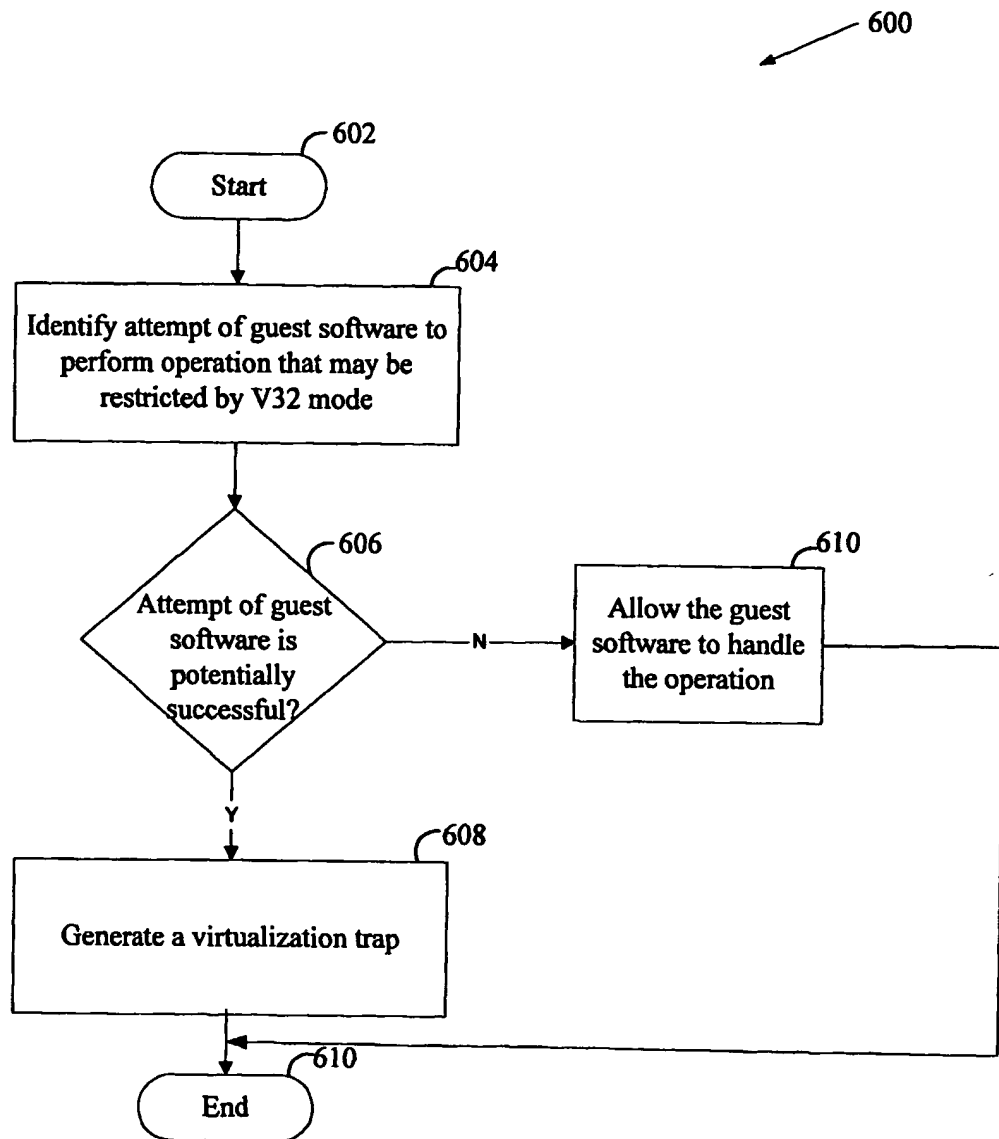 600
602
Start
604
Identify attempt of guest software to
perform operation that may be
restricted by V32 mode
606
Attempt of guest
software is
potentially
successful?
N
610
Allow the guest
software to handle
the operation
Y
608
Generate a virtualization trap
610
End